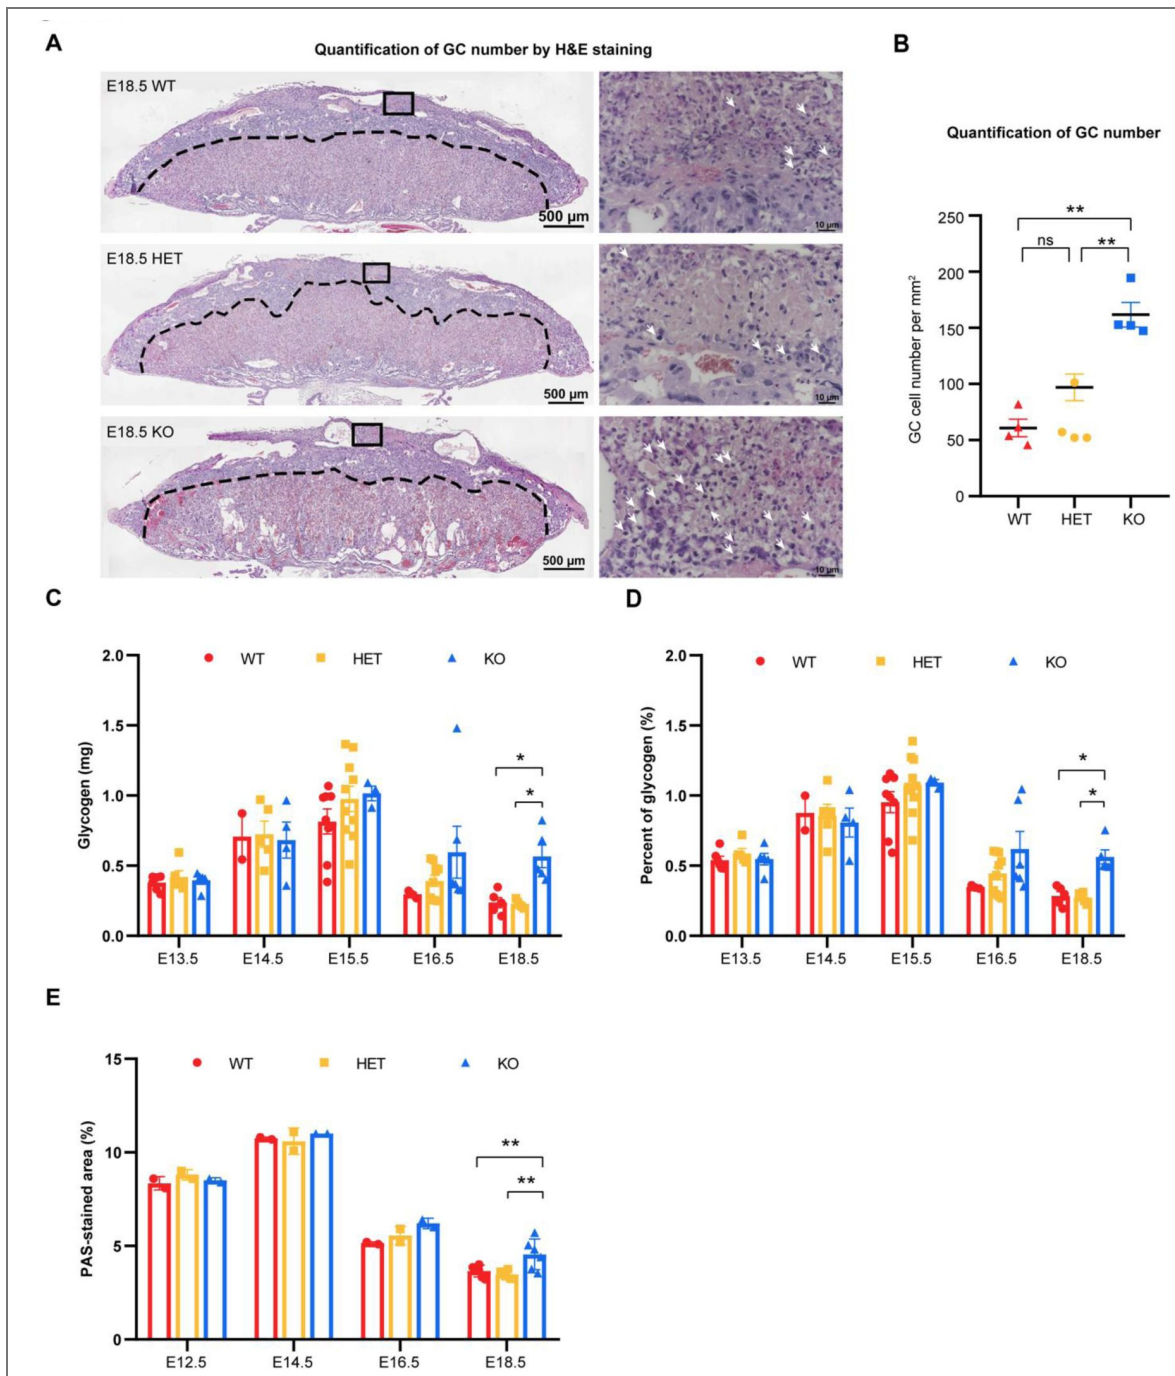 A
Quantification of GC number by H&E staining
E18.5 WT
500 µm
10 µm
E18.5 HET
500 µm
10 µm
E18.5 KO
500 µm
10 µm
B
Quantification of GC number
GC cell number per mm²
250
200
150
100
50
0
**
ns
**
WT
HET
KO
C
Glycogen (mg)
2.0
1.5
1.0
0.5
0.0
WT
HET
KO
*
*
E13.5
E14.5
E15.5
E16.5
E18.5
D
Percent of glycogen (%)
2.0
1.5
1.0
0.5
0.0
WT
HET
KO
*
*
E13.5
E14.5
E15.5
E16.5
E18.5
E
PAS-stained area (%)
15
10
5
0
WT
HET
KO
**
**
E12.5
E14.5
E16.5
E18.5